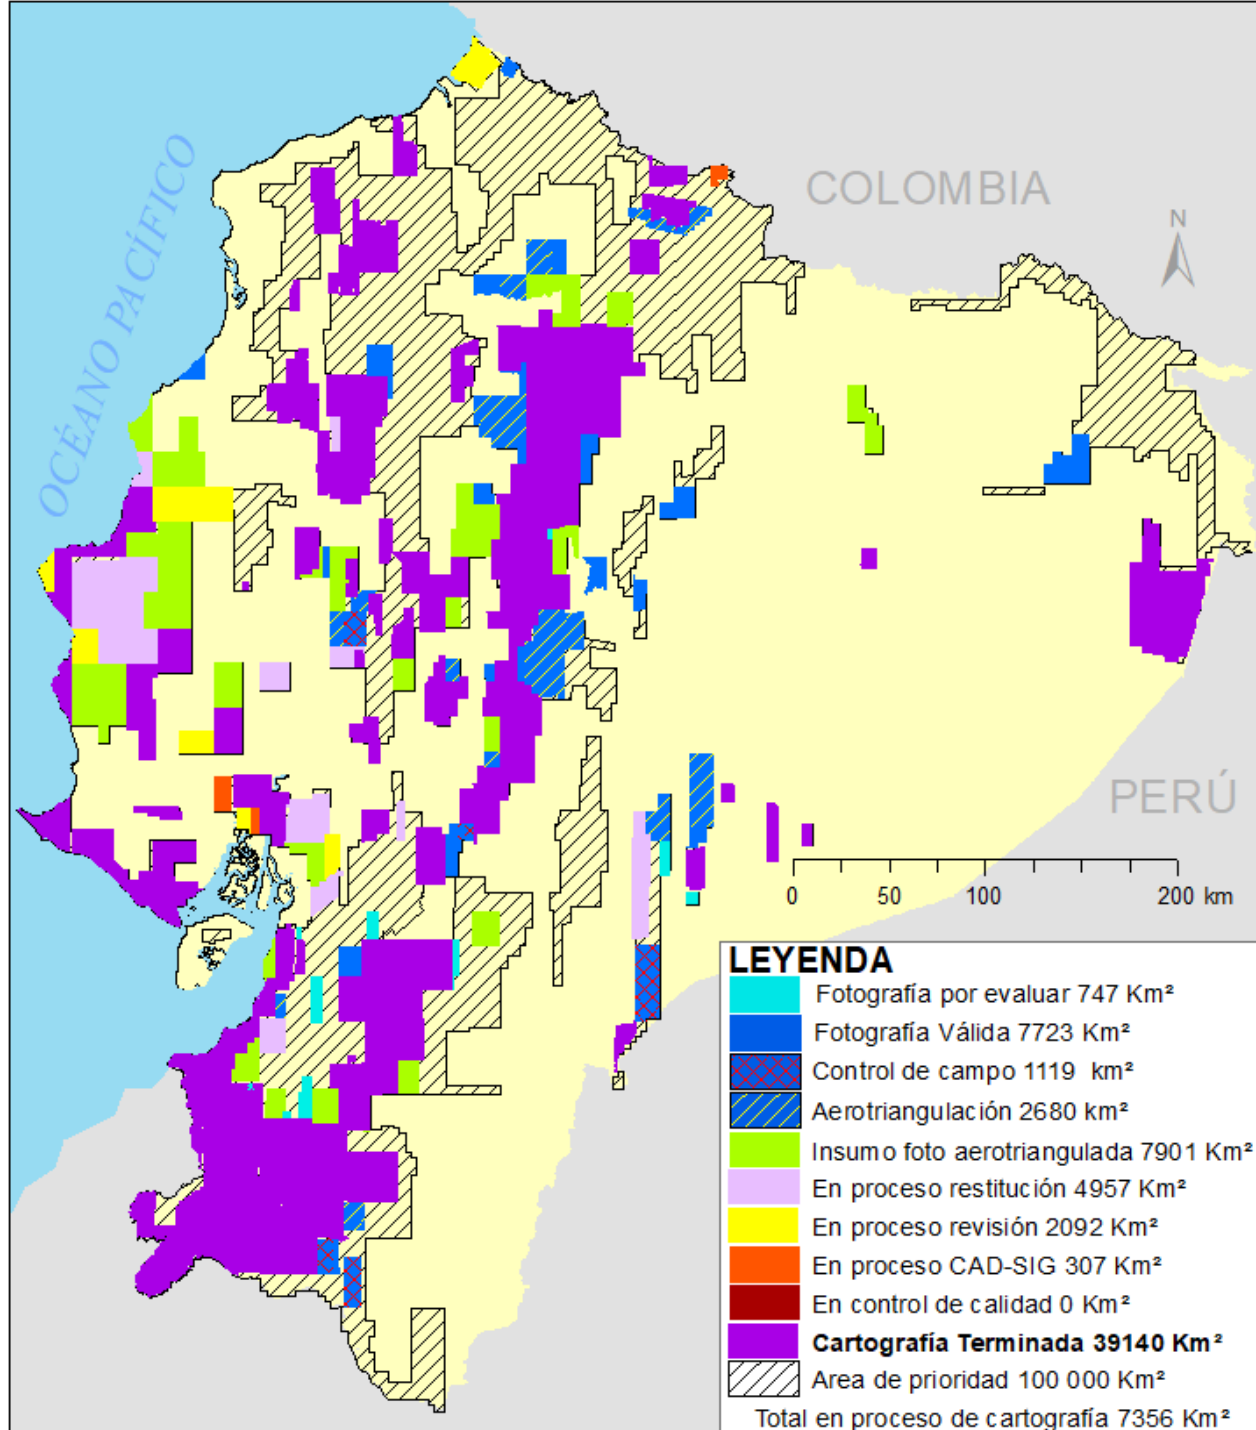 OCÉANO PACÍFICO
COLOMBIA
N
PERÚ
0 50 100 200 km
LEYENDA
Fotografía por evaluar 747 Km²
Fotografía Válida 7723 Km²
Control de campo 1119 km²
Aerotriangulación 2680 km²
Insumo foto aerotriangulada 7901 Km²
En proceso restitución 4957 Km²
En proceso revisión 2092 Km²
En proceso CAD-SIG 307 Km²
En control de calidad 0 Km²
Cartografía Terminada 39140 Km²
Area de prioridad 100 000 Km²
Total en proceso de cartografía 7356 Km²